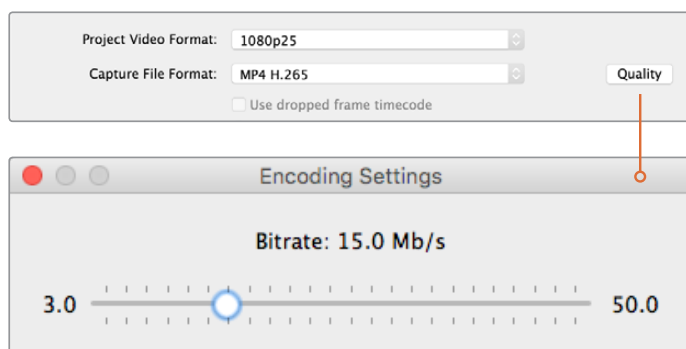 Project Video Format: 1080p25
Capture File Format: MP4 H.265 Quality
Use dropped frame timecode
Encoding Settings
Bitrate: 15.0 Mb/s
3.0 50.0